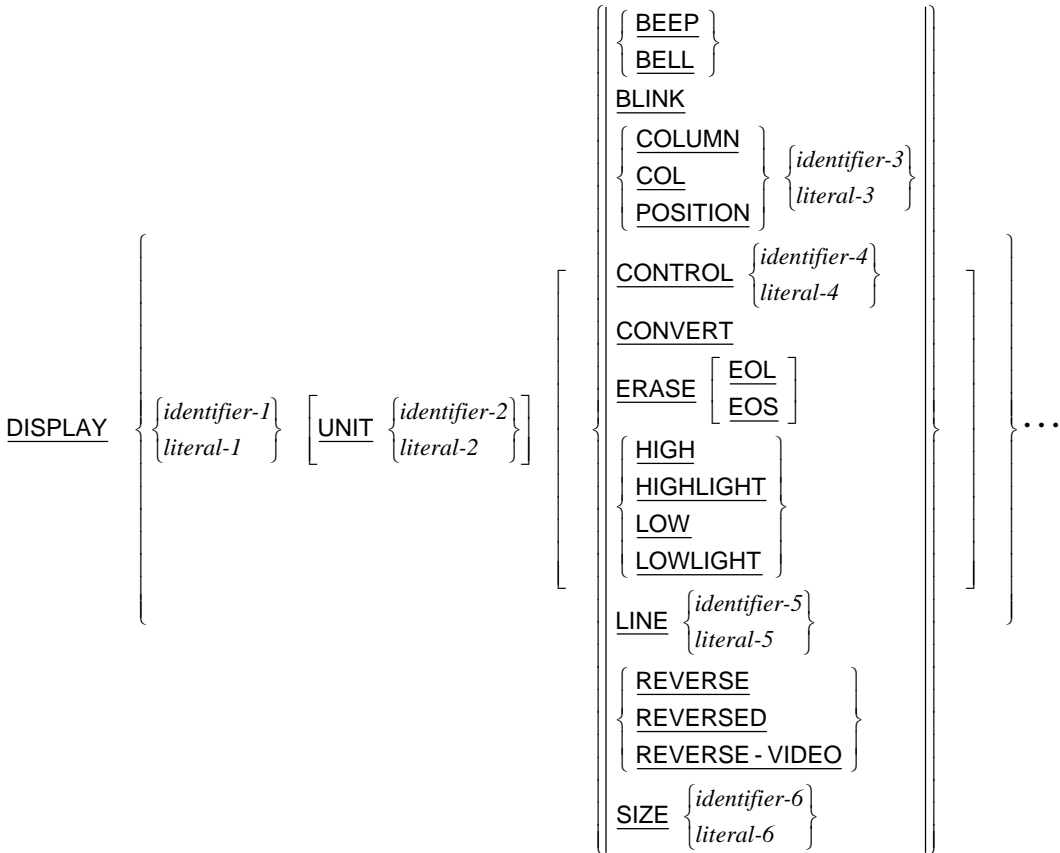 BEEP
BELL
BLINK
COLUMN
COL
POSITION
identifier-3
literal-3
CONTROL
identifier-4
literal-4
CONVERT
ERASE
EOL
EOS
DISPLAY
identifier-1
literal-1
UNIT
identifier-2
literal-2
...
HIGH
HIGHLIGHT
LOW
LOWLIGHT
LINE
identifier-5
literal-5
REVERSE
REVERSED
REVERSE - VIDEO
SIZE
identifier-6
literal-6